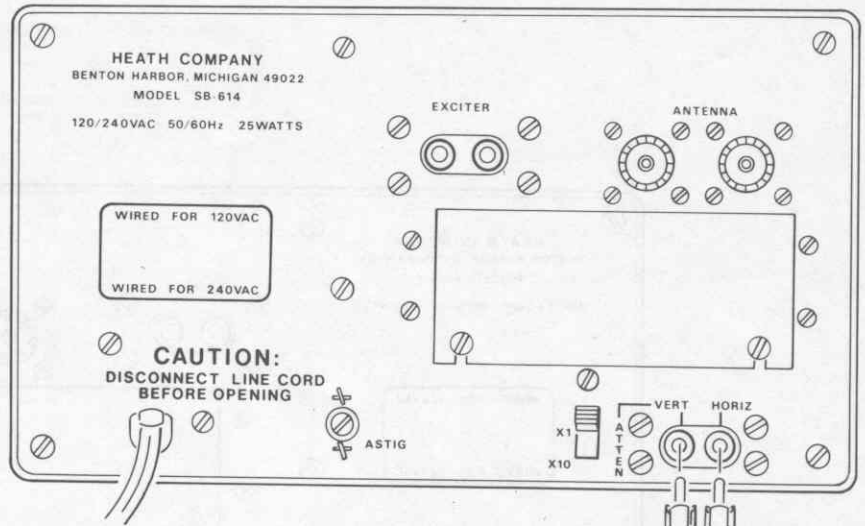 HEATH COMPANY
BENTON HARBOR, MICHIGAN 49022
MODEL SB-614
120/240VAC 50/60Hz 25WATTS
EXCITER
ANTENNA
WIRED FOR 120VAC
WIRED FOR 240VAC
CAUTION:
DISCONNECT LINE CORD
BEFORE OPENING
ASTIG
X1
X10
ATTEN
VERT HORIZ